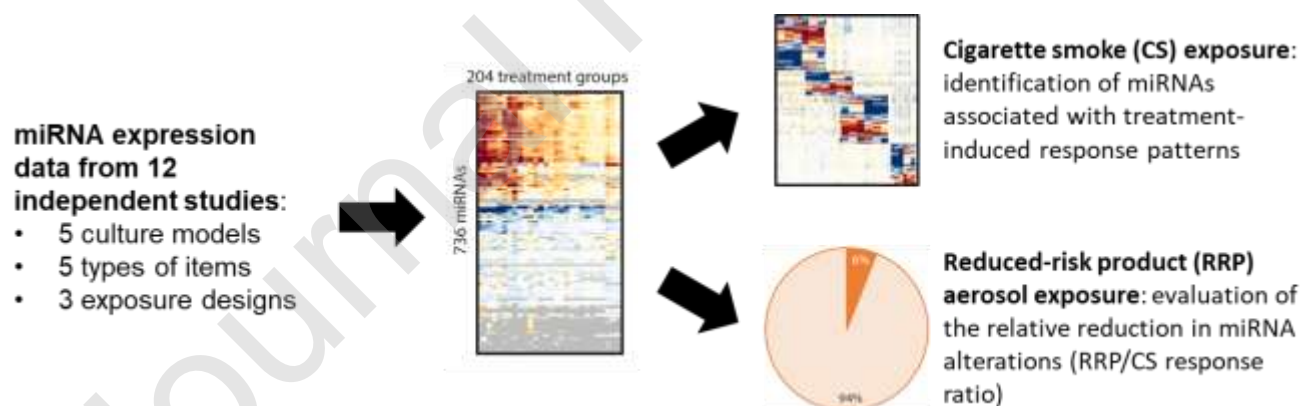 miRNA expression
data from 12
independent studies:
• 5 culture models
• 5 types of items
• 3 exposure designs
204 treatment groups
736 miRNAs
Cigarette smoke (CS) exposure:
identification of miRNAs
associated with treatment-
induced response patterns
6%
94%
Reduced-risk product (RRP)
aerosol exposure: evaluation of
the relative reduction in miRNA
alterations (RRP/CS response
ratio)
Journal